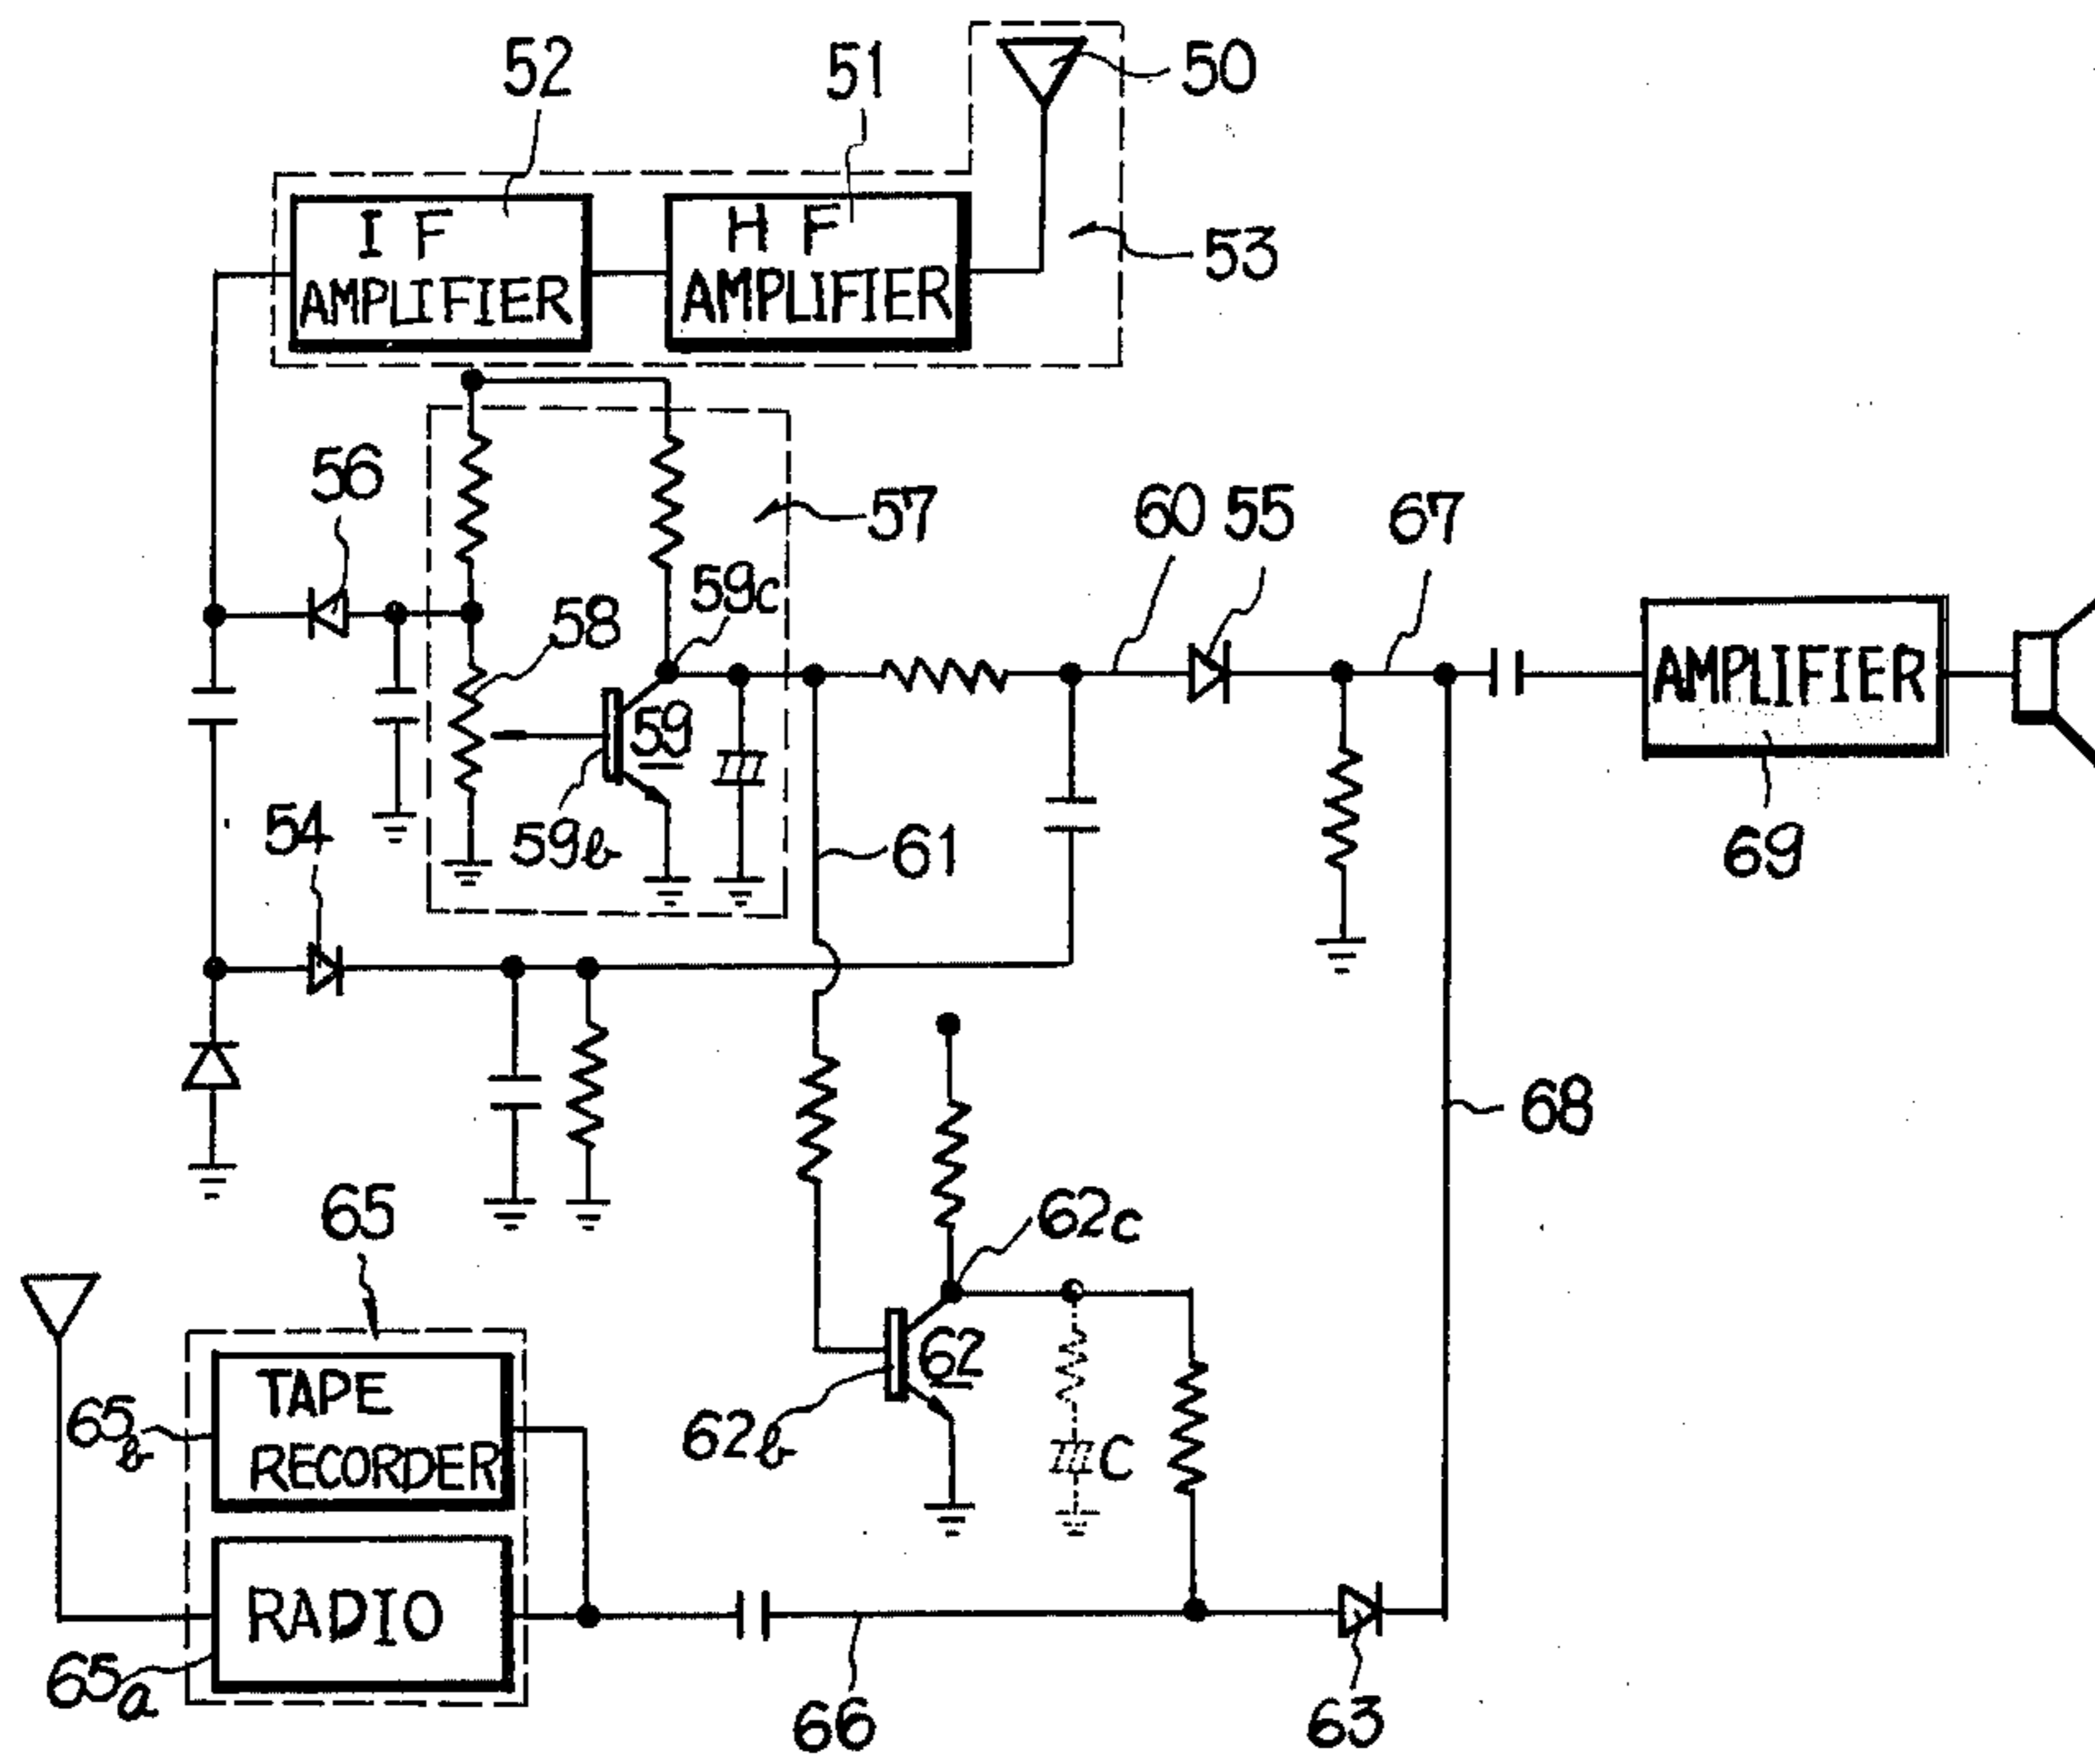 52
51
50
I F
AMPLIFIER
H F
AMPLIFIER
53
56
57
60
55
67
59c
58
59
AMPLIFIER
59b
54
61
69
68
65
62c
TAPE
RECORDER
65b
62
62b
C
RADIO
65a
66
63